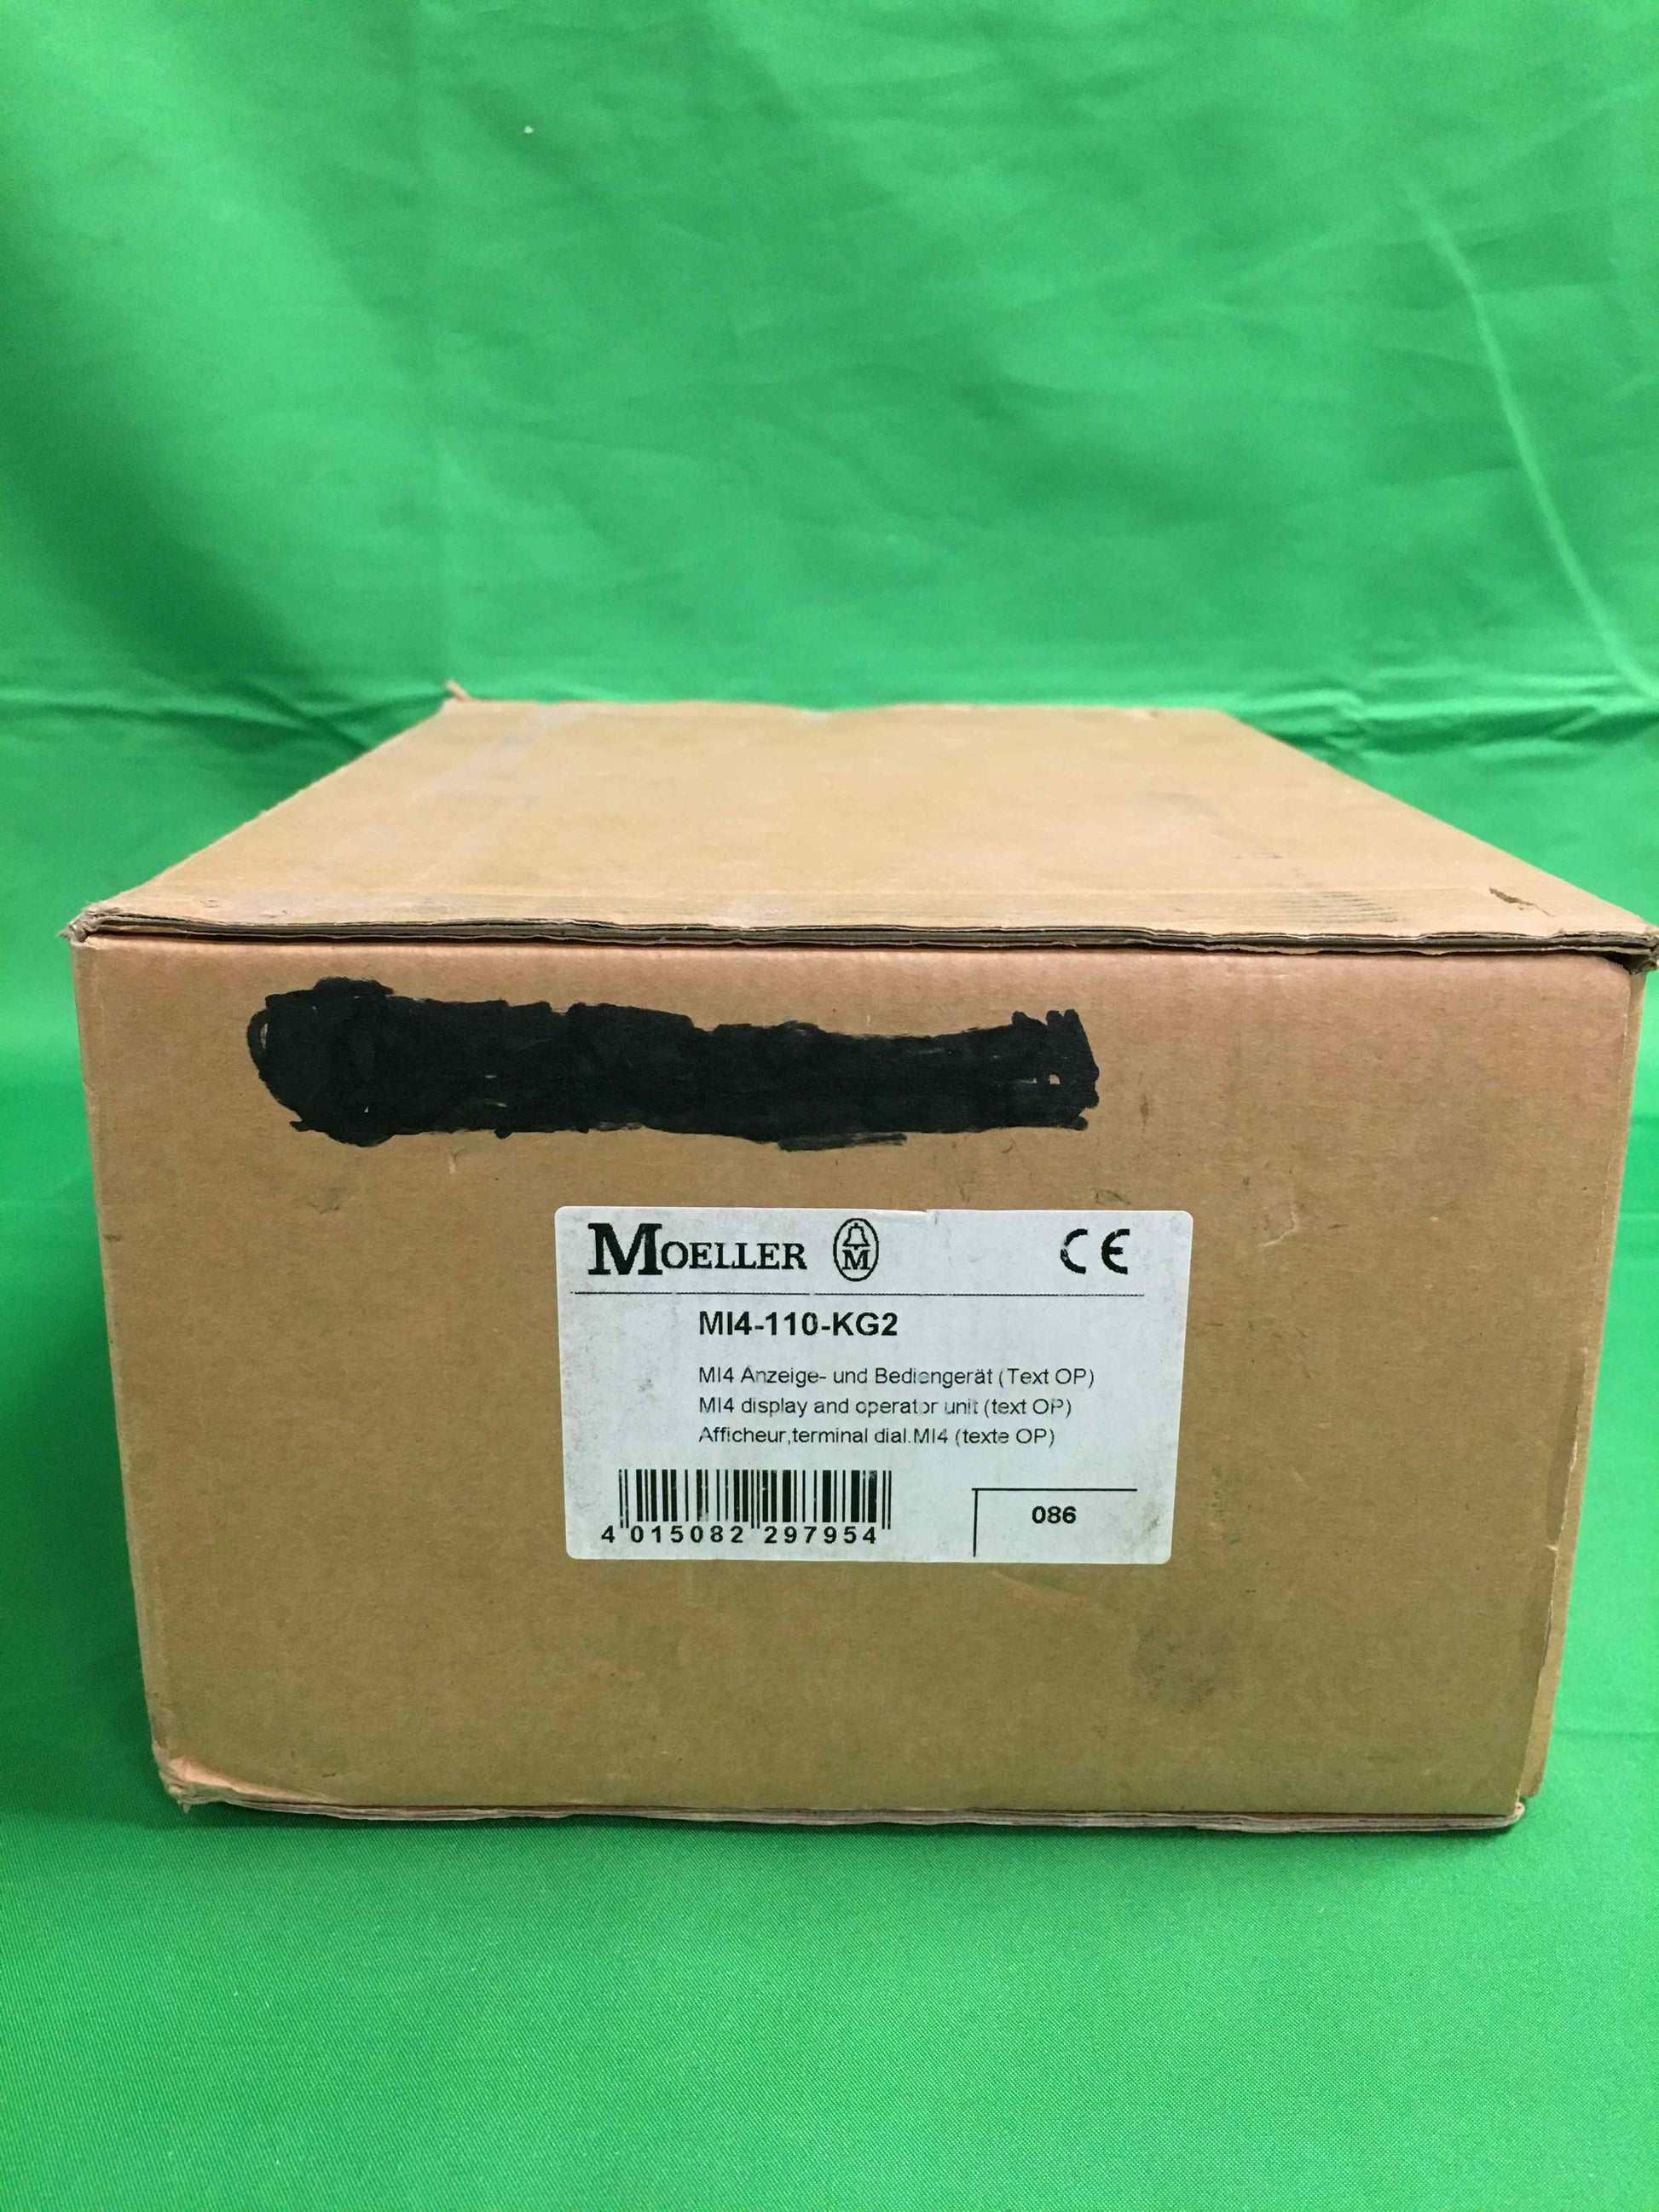 MOELLER M CE
MI4-110-KG2
MI4 Anzeige- und Bediengerät (Text OP)
MI4 display and operator unit (text OP)
Afficheur,terminal dial.MI4 (texte OP)
4 015082 297954
086